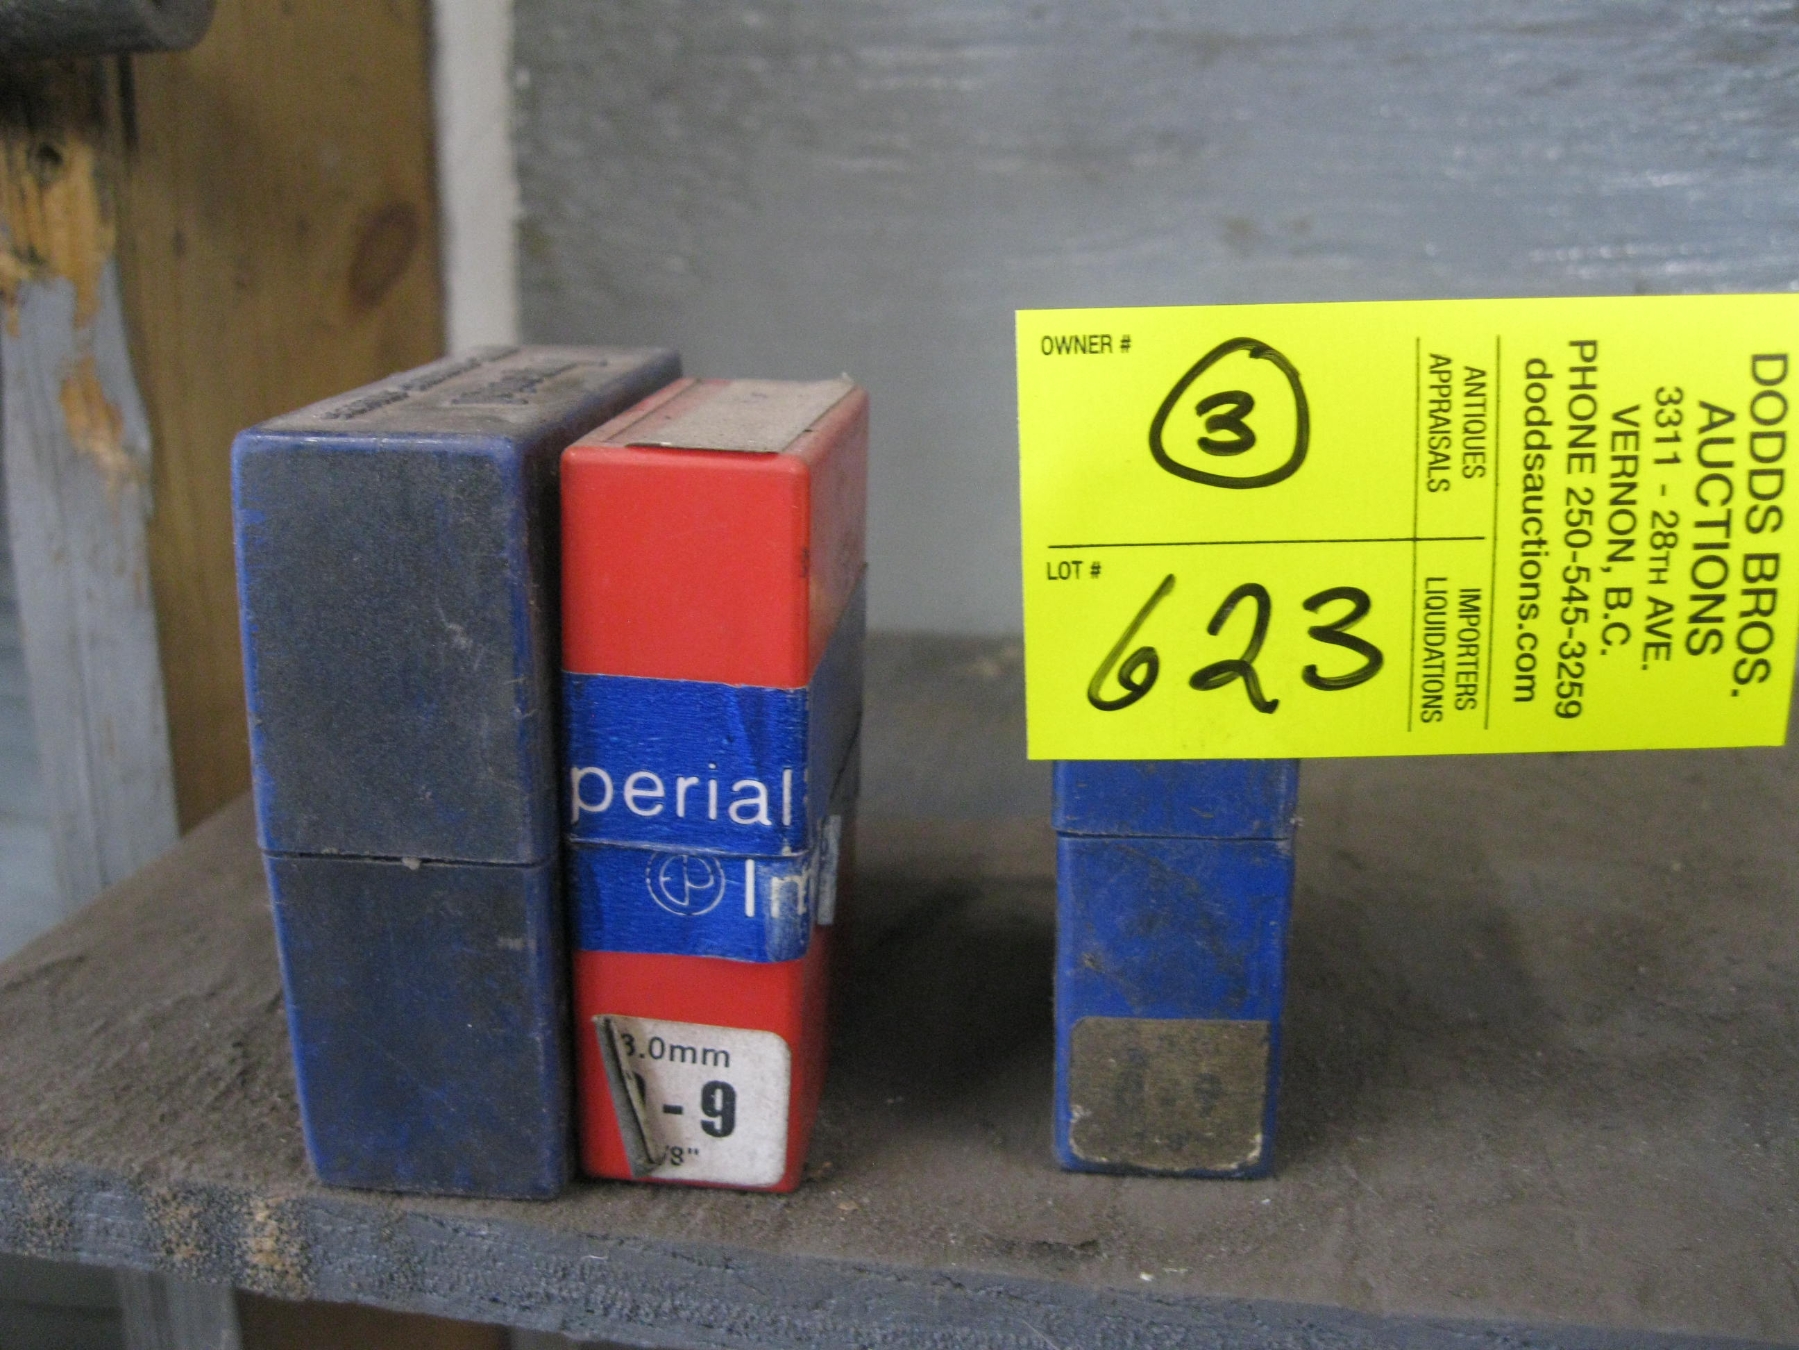 perial
Im
3.0mm
- 9
/8"
OWNER #
3
LOT #
623
ANTIQUES
APPRAISALS
IMPORTERS
LIQUIDATIONS
DODDS BROS.
AUCTIONS
3311 - 28TH AVE.
VERNON, B.C.
PHONE 250-545-3259
doddsauctions.com